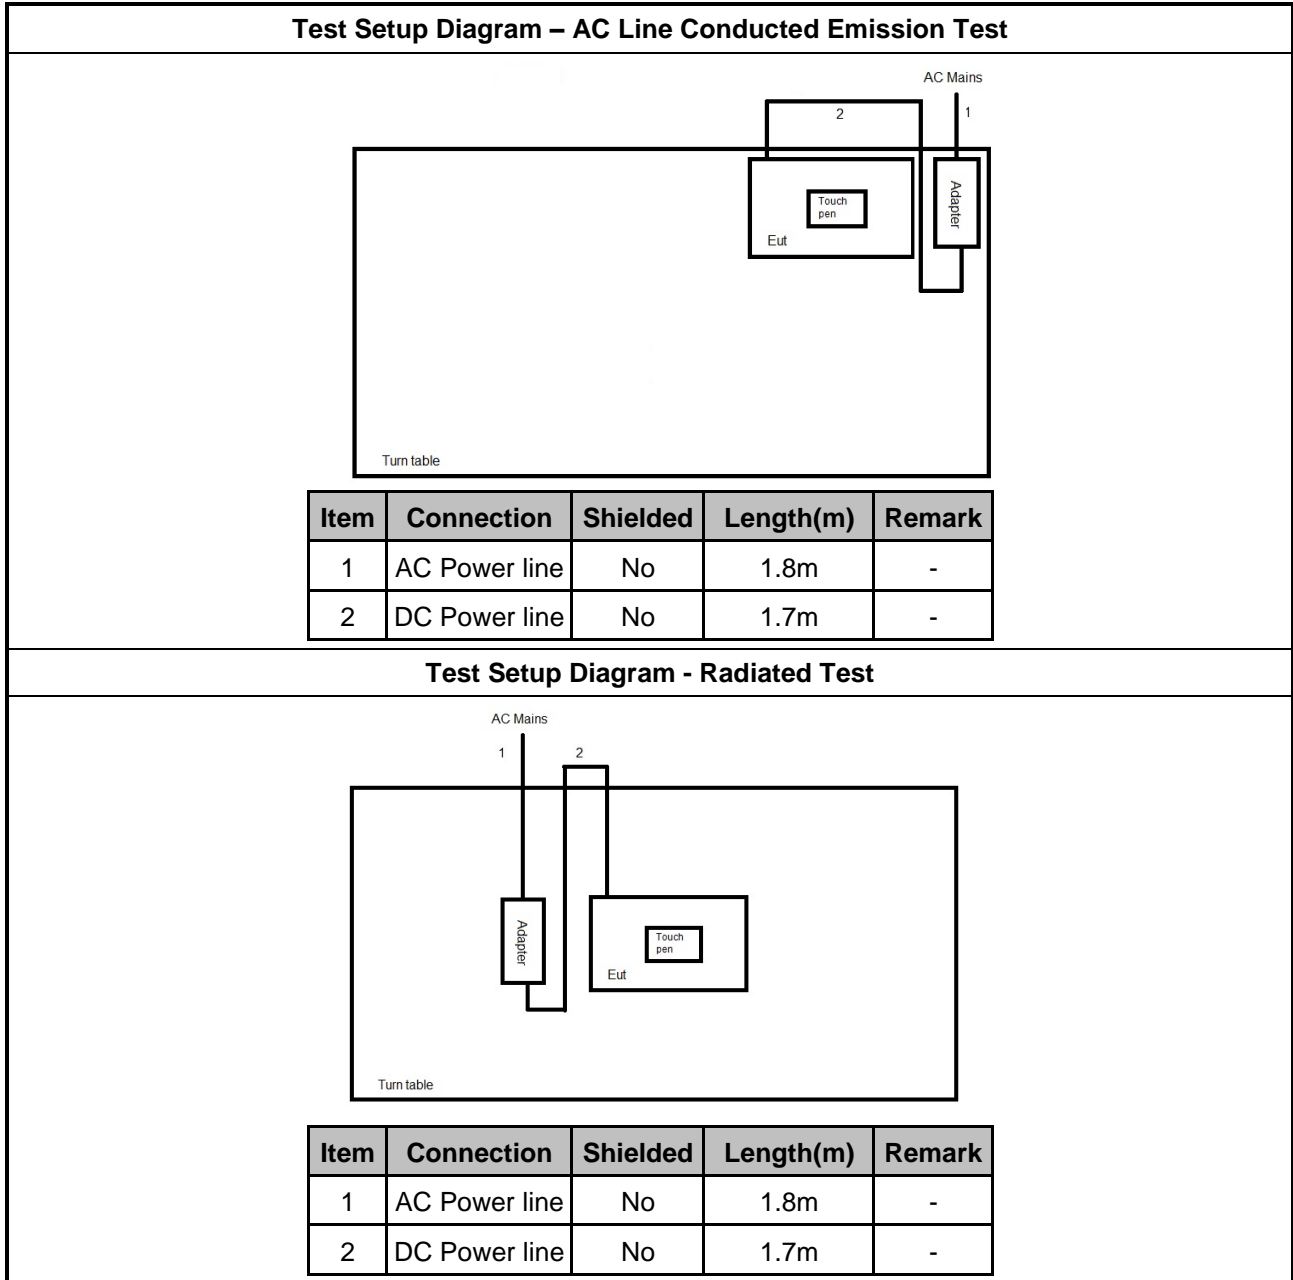 Test Setup Diagram – AC Line Conducted Emission Test
AC Mains
2
1
Touch
pen
Adapter
Eut
Turn table
Item Connection Shielded Length(m) Remark
1 AC Power line No 1.8m -
2 DC Power line No 1.7m -
Test Setup Diagram - Radiated Test
AC Mains
1 2
Adapter
Touch
pen
Eut
Turn table
Item Connection Shielded Length(m) Remark
1 AC Power line No 1.8m -
2 DC Power line No 1.7m -